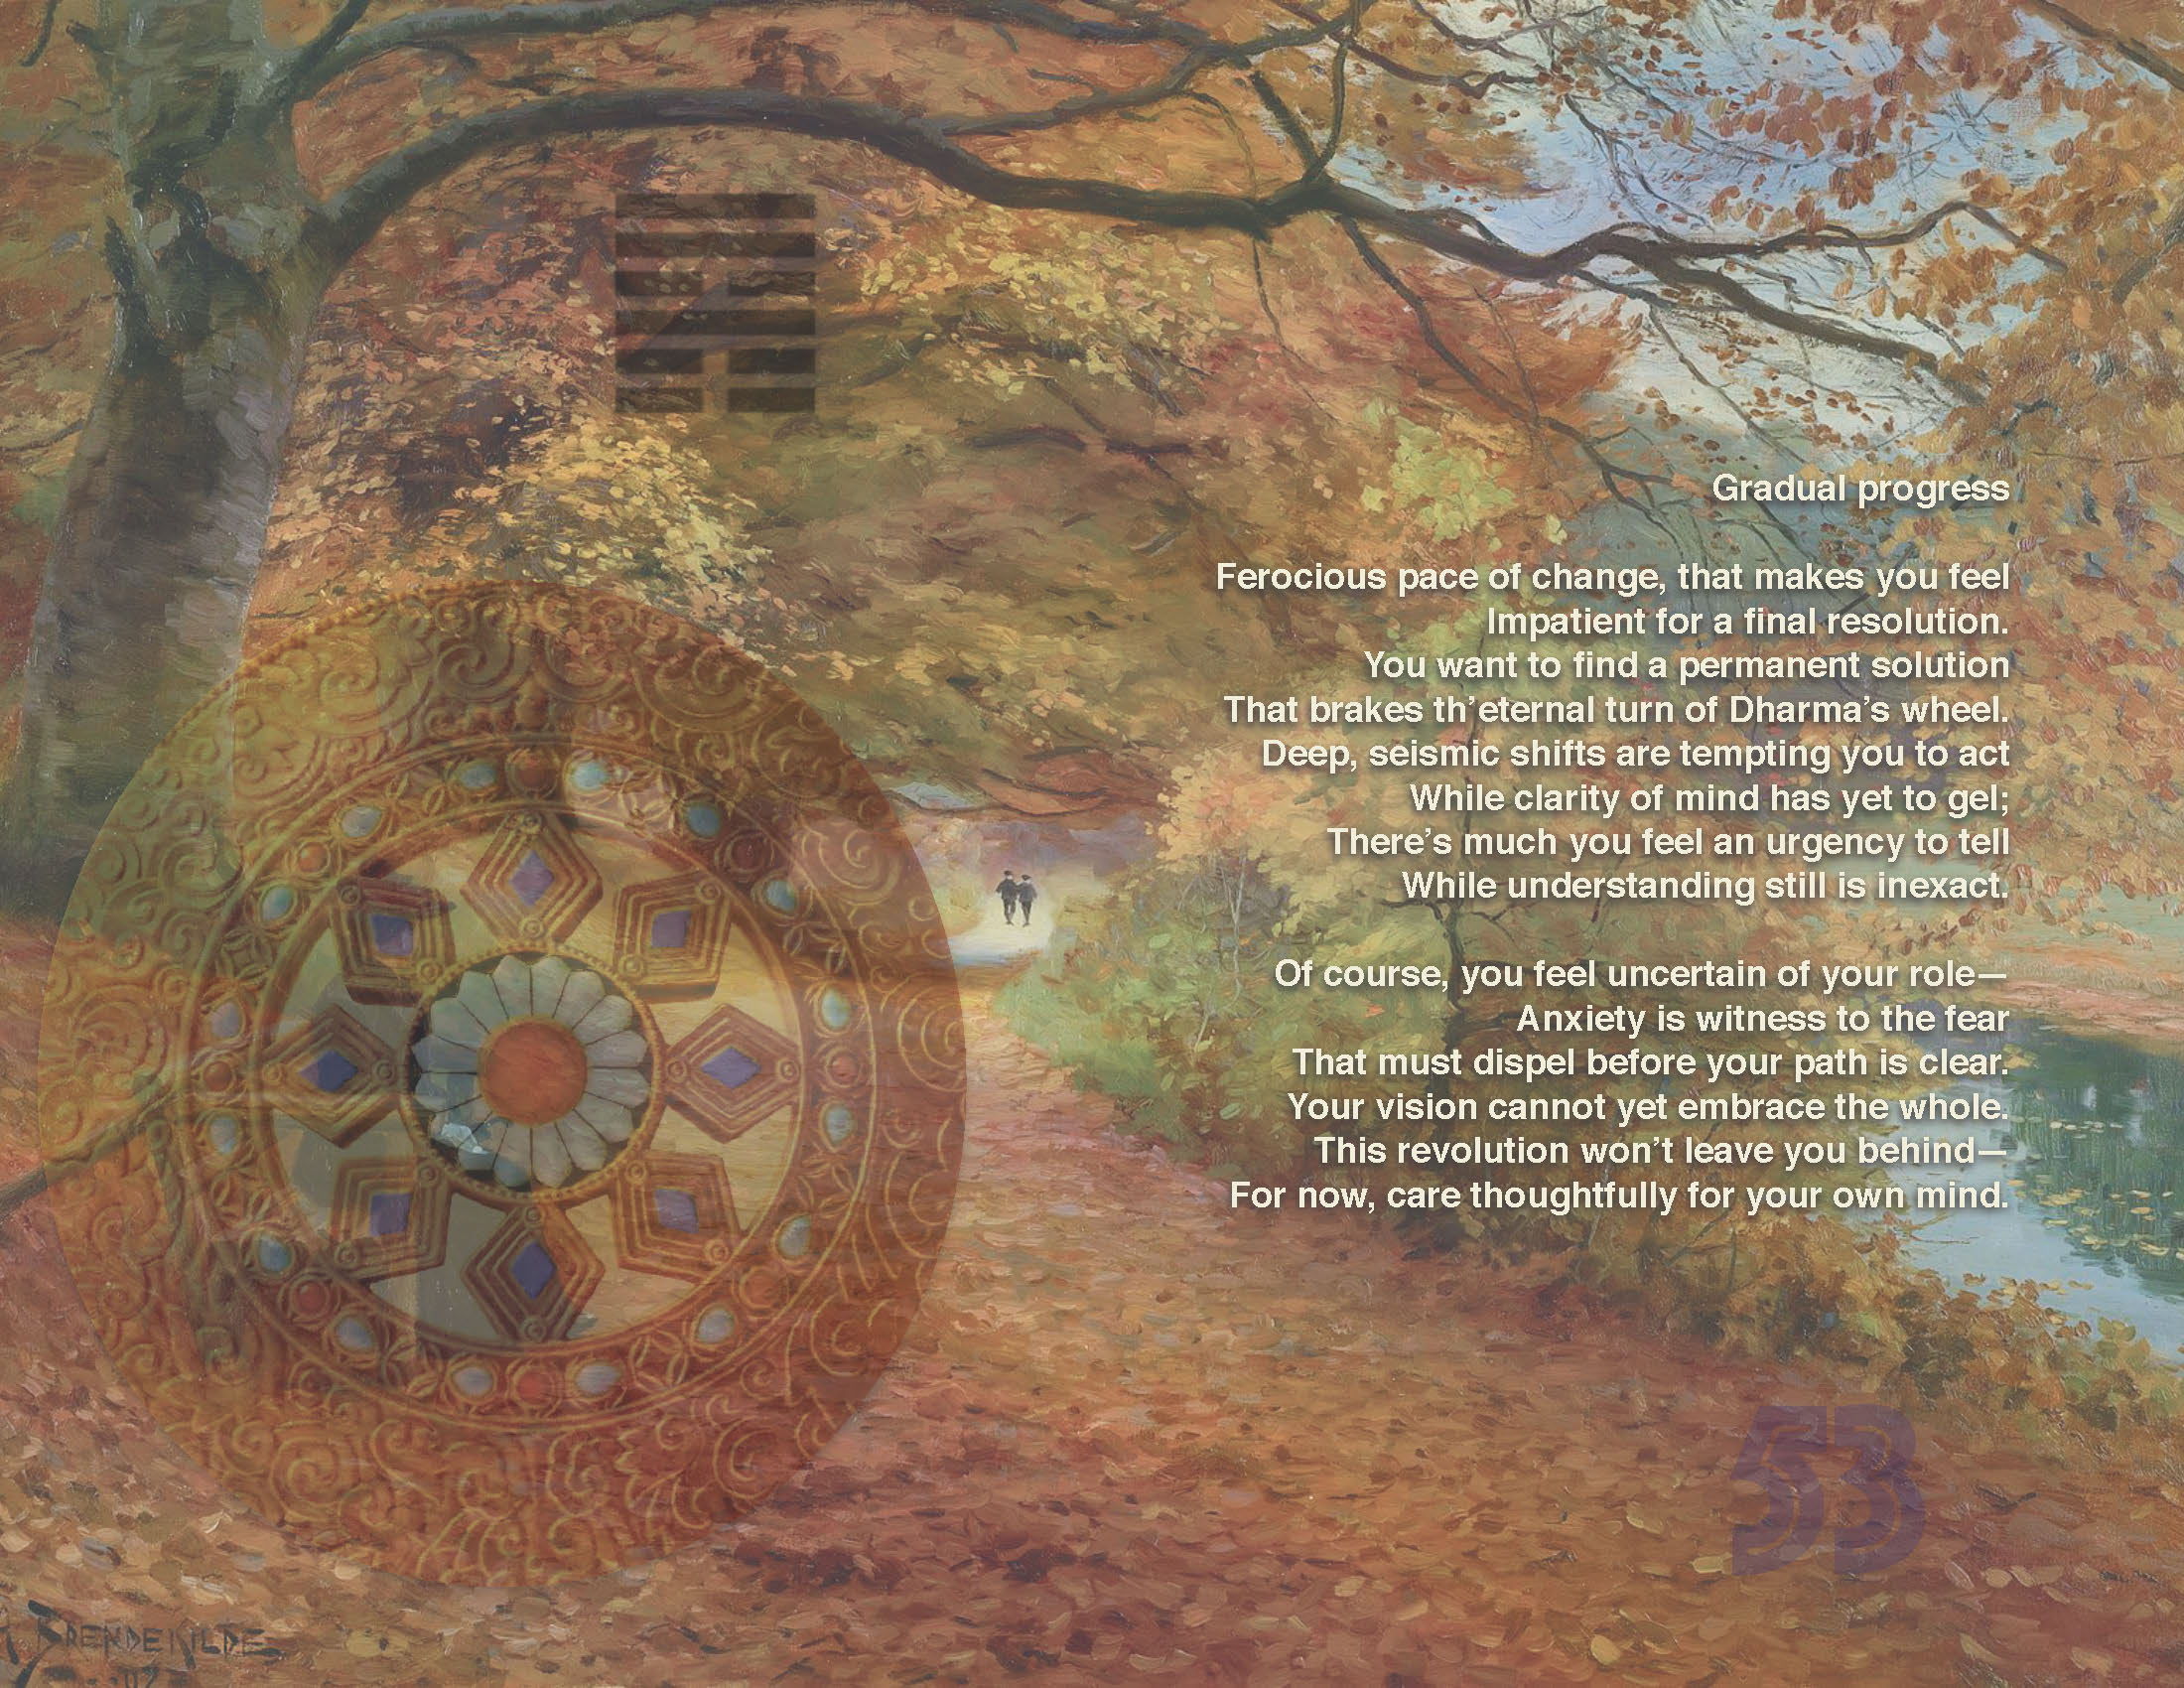 Gradual progress
Ferocious pace of change, that makes you feel
Impatient for a final resolution.
You want to find a permanent solution
That brakes th’eternal turn of Dharma’s wheel.
Deep, seismic shifts are tempting you to act
While clarity of mind has yet to gel;
There’s much you feel an urgency to tell
While understanding still is inexact.
Of course, you feel uncertain of your role—
Anxiety is witness to the fear
That must dispel before your path is clear.
Your vision cannot yet embrace the whole.
This revolution won’t leave you behind—
For now, care thoughtfully for your own mind.
53
BRENDEKILDE